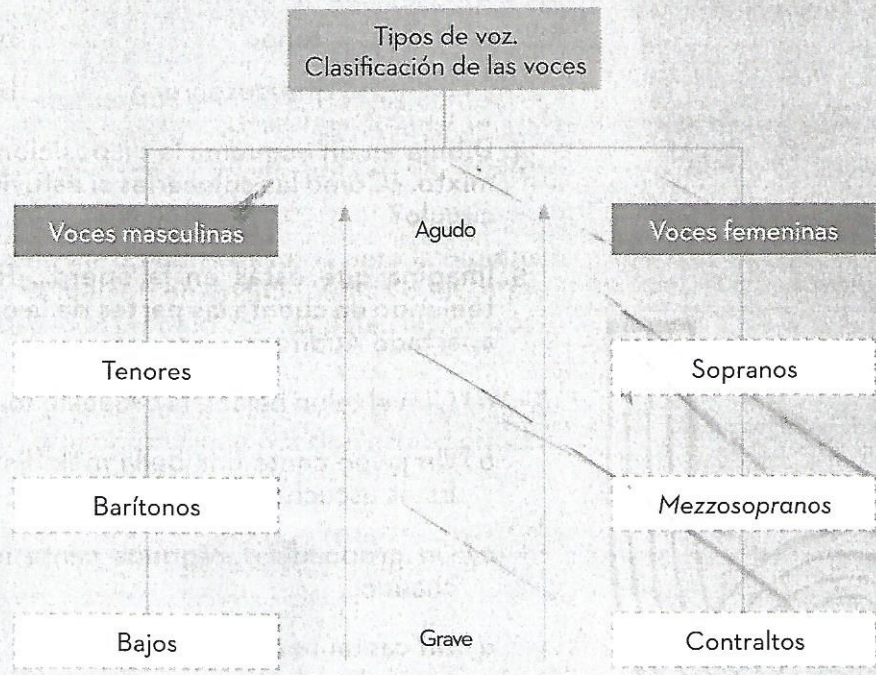 Tipos de voz.
Clasificación de las voces
Voces masculinas
Agudo
Voces femeninas
Tenores
Sopranos
Barítonos
Mezzosopranos
Bajos
Grave
Contraltos